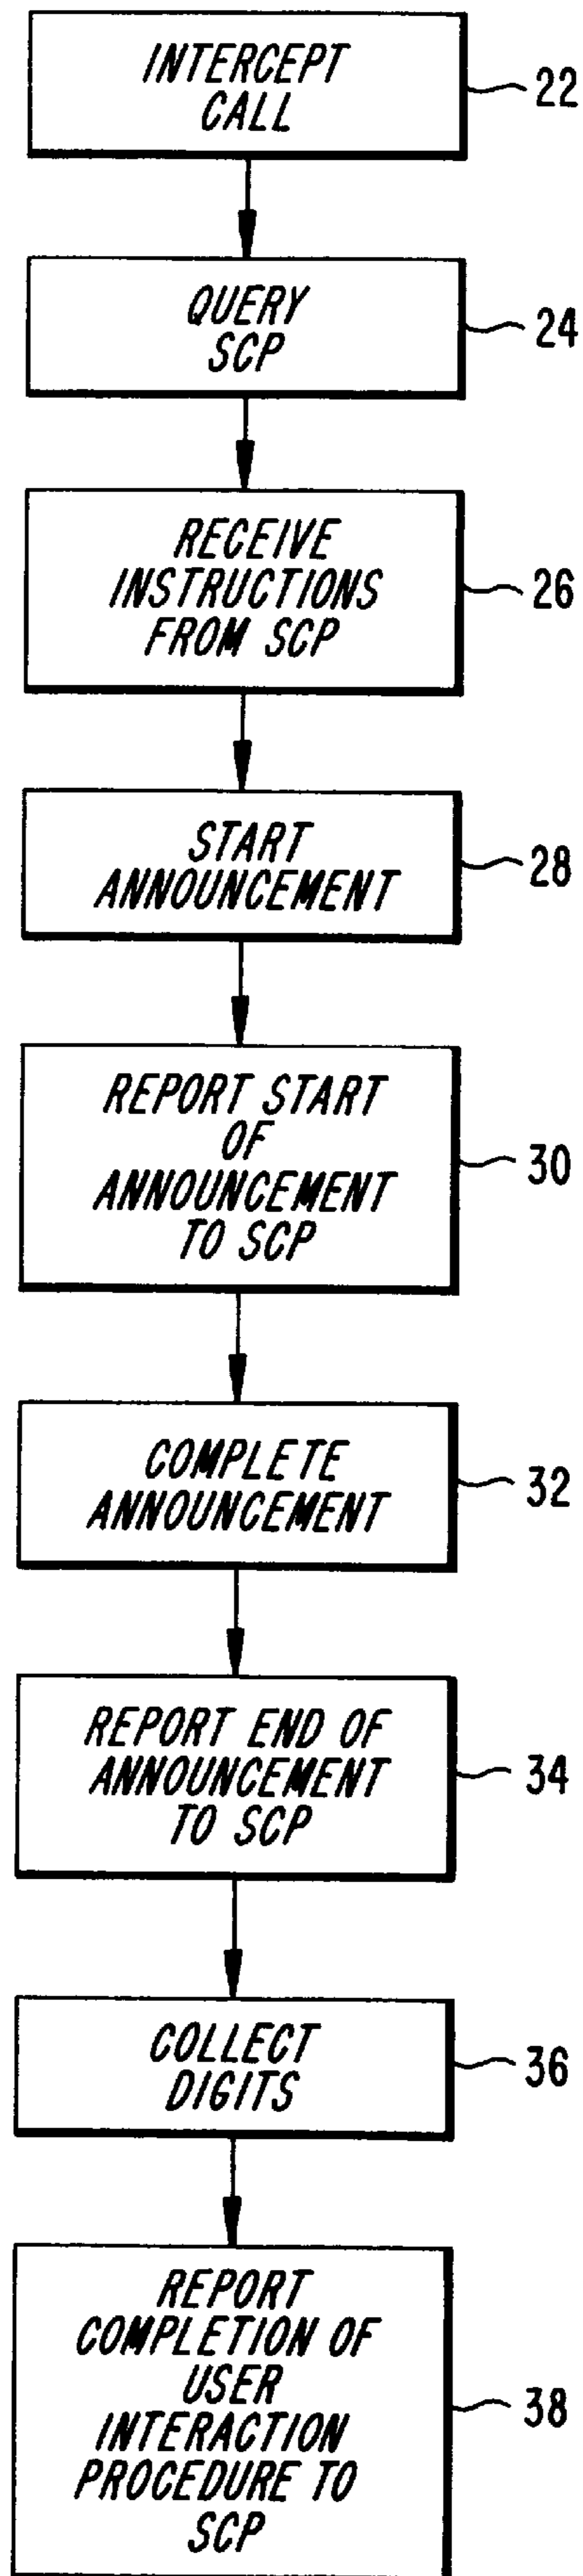 INTERCEPT
CALL
22
QUERY
SCP
24
RECEIVE
INSTRUCTIONS
FROM SCP
26
START
ANNOUNCEMENT
28
REPORT START
OF
ANNOUNCEMENT
TO SCP
30
COMPLETE
ANNOUNCEMENT
32
REPORT END OF
ANNOUNCEMENT
TO SCP
34
COLLECT
DIGITS
36
REPORT
COMPLETION OF
USER
INTERACTION
PROCEDURE TO
SCP
38